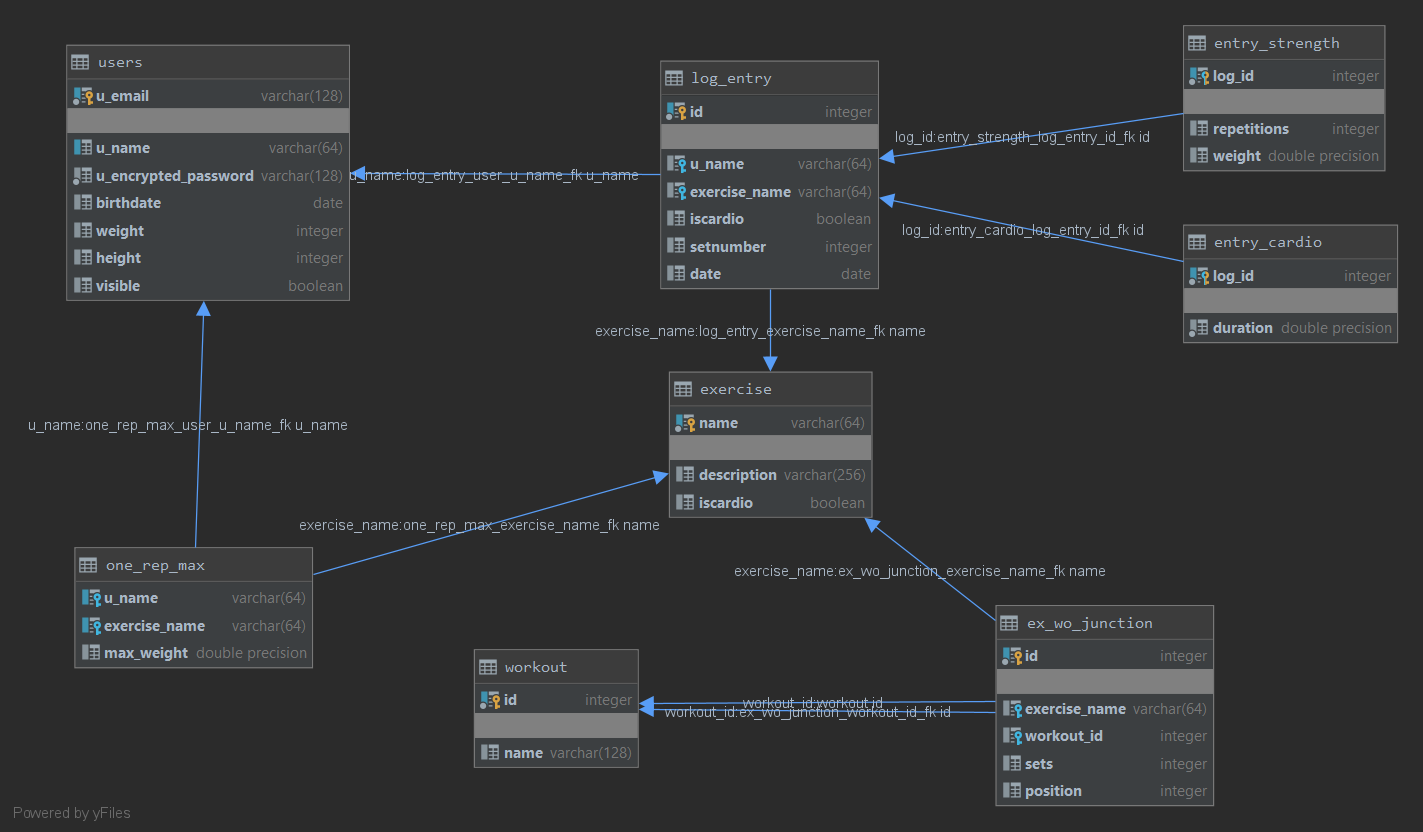 users
u_email varchar(128)
u_name varchar(64)
u_encrypted_password varchar(128)
birthdate date
weight integer
height integer
visible boolean
log_entry
id integer
u_name varchar(64)
exercise_name varchar(64)
iscardio boolean
setnumber integer
date date
entry_strength
log_id integer
repetitions integer
weight double precision
entry_cardio
log_id integer
duration double precision
log_id:entry_strength_log_entry_id_fk id
log_id:entry_cardio_log_entry_id_fk id
u_name:log_entry_user_u_name_fk u_name
exercise_name:log_entry_exercise_name_fk name
exercise
name varchar(64)
description varchar(256)
iscardio boolean
u_name:one_rep_max_user_u_name_fk u_name
exercise_name:one_rep_max_exercise_name_fk name
exercise_name:ex_wo_junction_exercise_name_fk name
one_rep_max
u_name varchar(64)
exercise_name varchar(64)
max_weight double precision
workout
id integer
name varchar(128)
workout_id:workout.id
workout_id:ex_wo_junction_workout_id_fk id
ex_wo_junction
id integer
exercise_name varchar(64)
workout_id integer
sets integer
position integer
Powered by yFiles